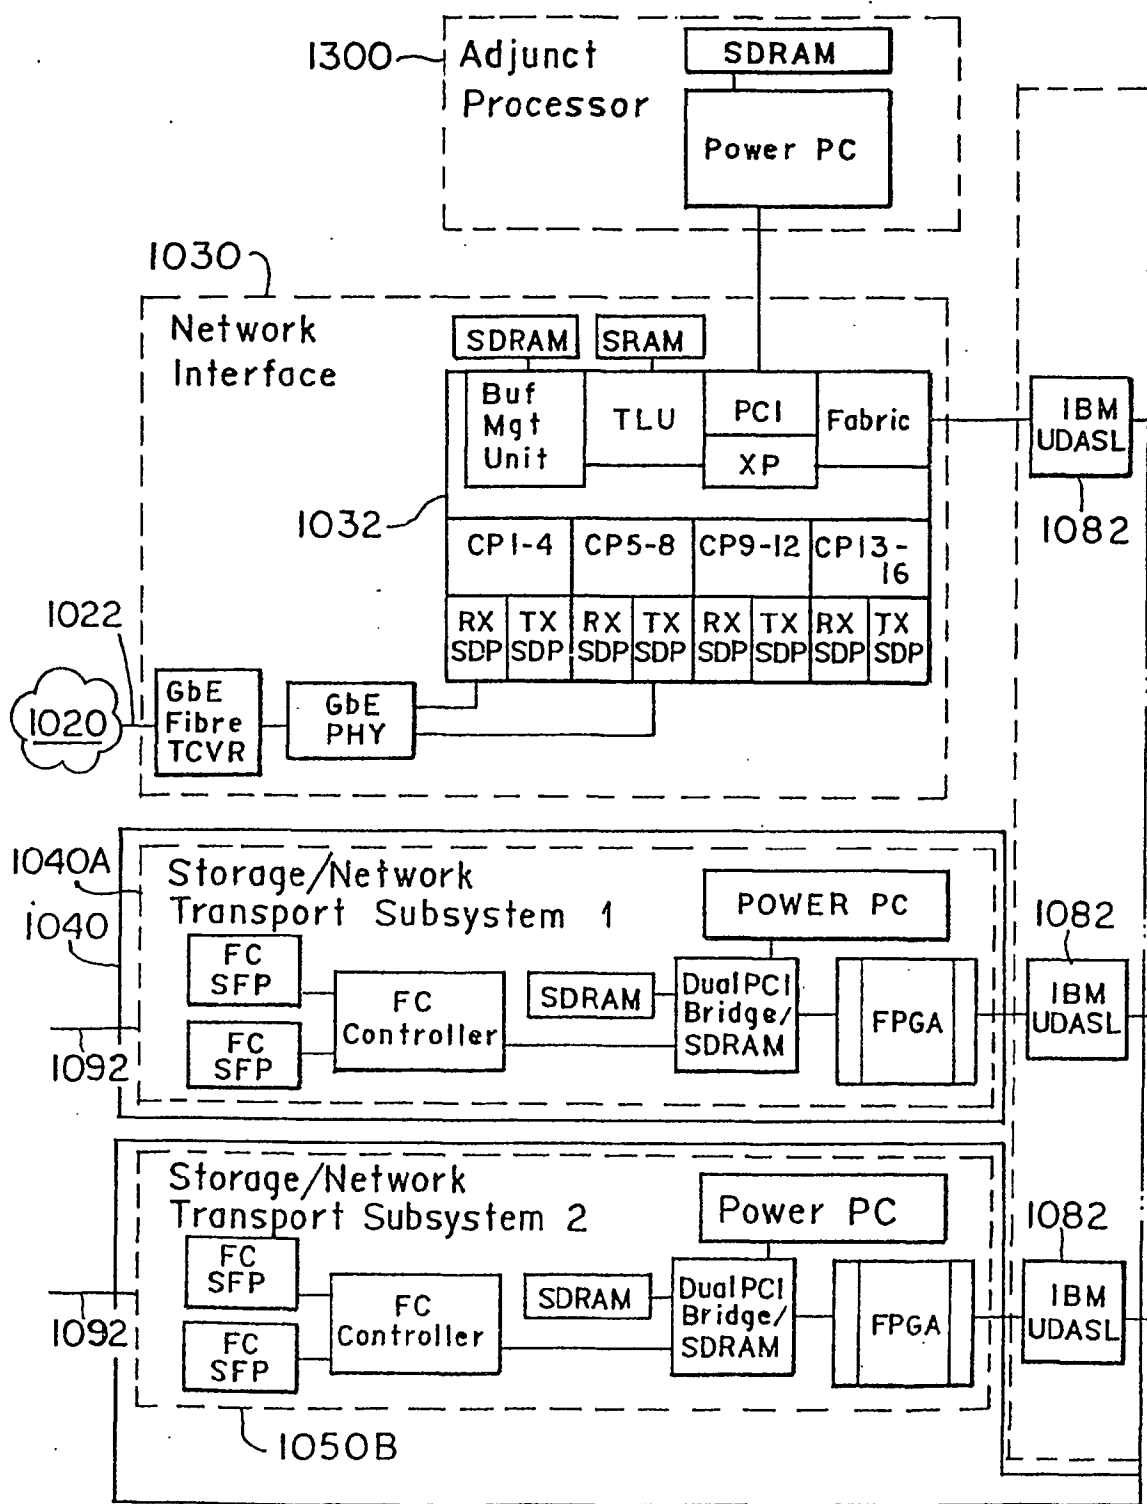 1300
Adjunct
Processor
SDRAM
Power PC
1030
Network
Interface
SDRAM
SRAM
Buf
Mgt
Unit
TLU
PCI
XP
Fabric
IBM
UDASL
1082
1032
CP1-4
CP5-8
CP9-12
CP13-
16
RX
SDP
TX
SDP
RX
SDP
TX
SDP
RX
SDP
TX
SDP
RX
SDP
TX
SDP
1022
1020
GbE
Fibre
TCVR
GbE
PHY
1040A
1040
Storage/Network
Transport Subsystem 1
POWER PC
1082
FC
SFP
FC
SFP
FC
Controller
SDRAM
Dual PCI
Bridge/
SDRAM
FPGA
IBM
UDASL
1092
Storage/Network
Transport Subsystem 2
Power PC
1082
FC
SFP
FC
SFP
FC
Controller
SDRAM
Dual PCI
Bridge/
SDRAM
FPGA
IBM
UDASL
1092
1050B